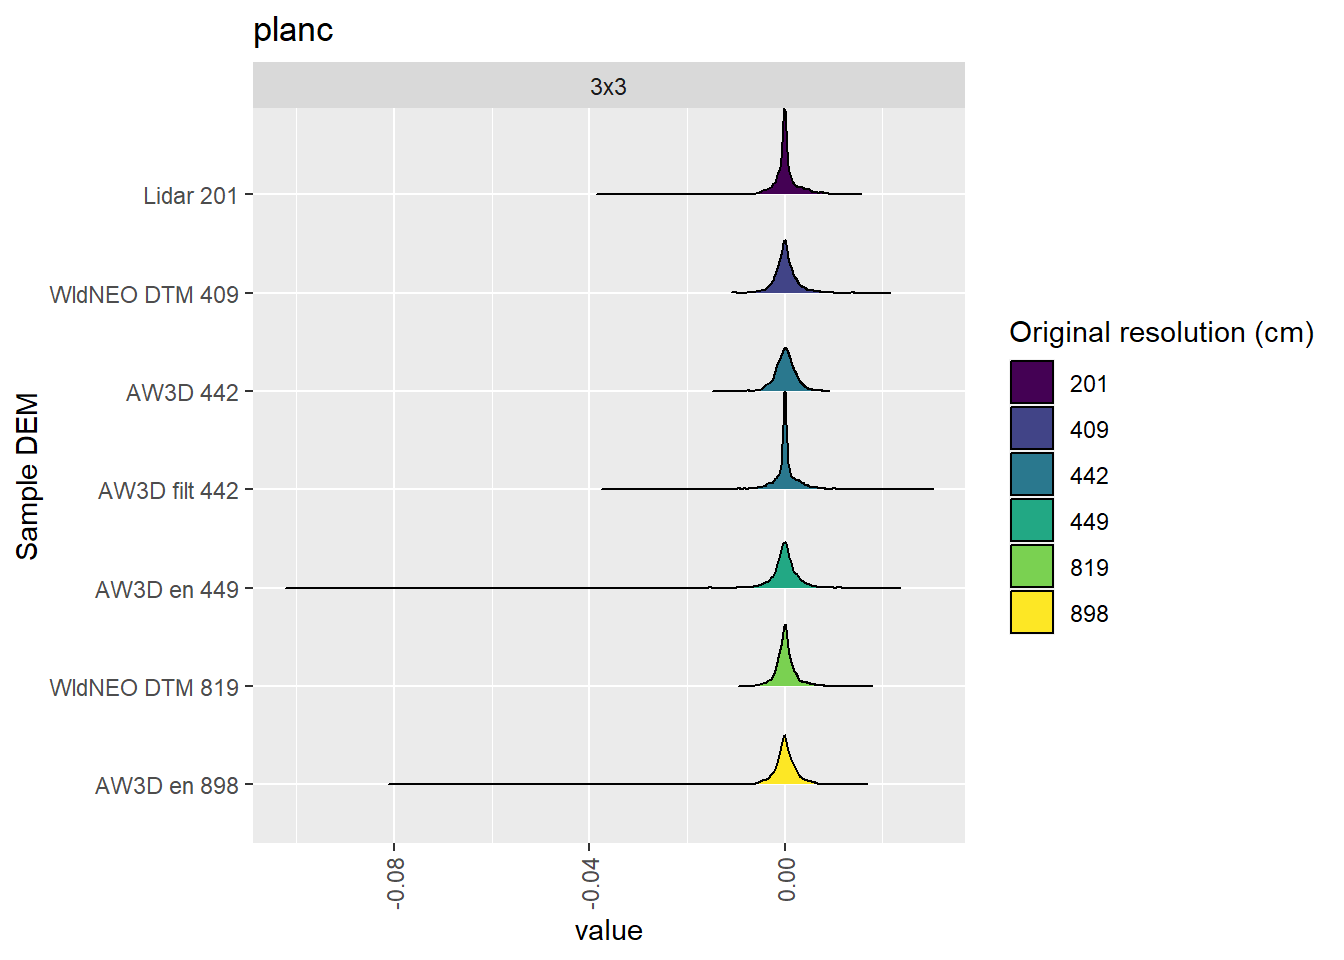 planc
3x3
Lidar 201
WldNEO DTM 409
AW3D 442
AW3D filt 442
AW3D en 449
WldNEO DTM 819
AW3D en 898
Sample DEM
-0.08
-0.04
0.00
value
Original resolution (cm)
201
409
442
449
819
898